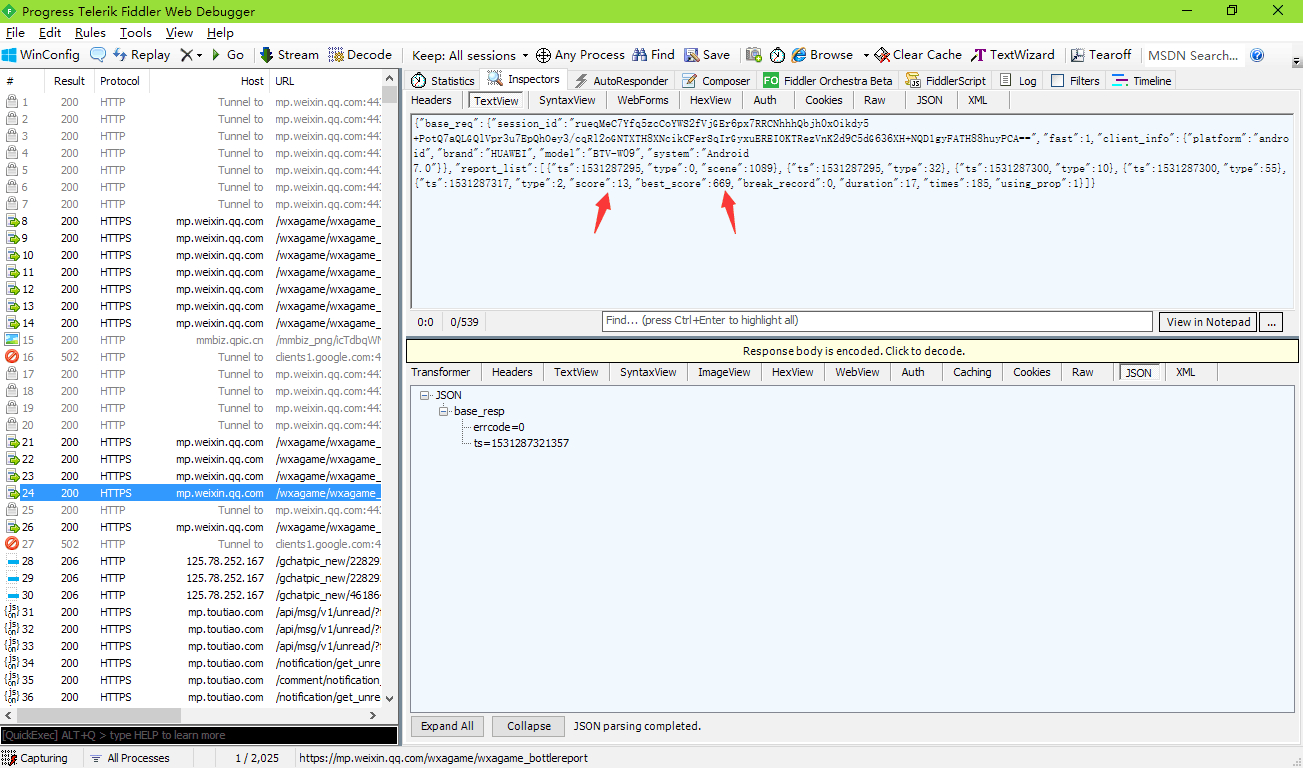 Progress Telerik Fiddler Web Debugger
File Edit Rules Tools View Help
WinConfig Replay Go Stream Decode Keep: All sessions Any Process Find Save Browse Clear Cache TextWizard Tearoff MSDN Search...
# Result Protocol Host URL
1 200 HTTP Tunnel to mp.weixin.qq.com:443
2 200 HTTP Tunnel to mp.weixin.qq.com:443
3 200 HTTP Tunnel to mp.weixin.qq.com:443
4 200 HTTP Tunnel to mp.weixin.qq.com:443
5 200 HTTP Tunnel to mp.weixin.qq.com:443
6 200 HTTP Tunnel to mp.weixin.qq.com:443
7 200 HTTP Tunnel to mp.weixin.qq.com:443
8 200 HTTPS mp.weixin.qq.com /wxagame/wxagame_
9 200 HTTPS mp.weixin.qq.com /wxagame/wxagame_
10 200 HTTPS mp.weixin.qq.com /wxagame/wxagame_
11 200 HTTPS mp.weixin.qq.com /wxagame/wxagame_
12 200 HTTPS mp.weixin.qq.com /wxagame/wxagame_
13 200 HTTPS mp.weixin.qq.com /wxagame/wxagame_
14 200 HTTPS mp.weixin.qq.com /wxagame/wxagame_
15 200 HTTP mmbiz.qpic.cn /mmbiz_png/icTdbqWN
16 502 HTTP Tunnel to clients1.google.com:4
17 200 HTTP Tunnel to mp.weixin.qq.com:443
18 200 HTTP Tunnel to mp.weixin.qq.com:443
19 200 HTTP Tunnel to mp.weixin.qq.com:443
20 200 HTTP Tunnel to mp.weixin.qq.com:443
21 200 HTTPS mp.weixin.qq.com /wxagame/wxagame_
22 200 HTTPS mp.weixin.qq.com /wxagame/wxagame_
23 200 HTTPS mp.weixin.qq.com /wxagame/wxagame_
24 200 HTTPS mp.weixin.qq.com /wxagame/wxagame_
25 200 HTTP Tunnel to mp.weixin.qq.com:443
26 200 HTTPS mp.weixin.qq.com /wxagame/wxagame_
27 502 HTTP Tunnel to clients1.google.com:4
28 206 HTTP 125.78.252.167 /gchatpic_new/22829
29 206 HTTP 125.78.252.167 /gchatpic_new/22829
30 206 HTTP 125.78.252.167 /gchatpic_new/46186
31 200 HTTPS mp.toutiao.com /api/msg/v1/unread/?
32 200 HTTPS mp.toutiao.com /api/msg/v1/unread/?
33 200 HTTPS mp.toutiao.com /api/msg/v1/unread/?
34 200 HTTPS mp.toutiao.com /notification/get_unre
35 200 HTTPS mp.toutiao.com /comment/notification
36 200 HTTPS mp.toutiao.com /notification/get_unre
[QuickExec] ALT+Q > type HELP to learn more
Statistics Inspectors AutoResponder Composer FO Fiddler Orchestra Beta FiddlerScript Log Filters Timeline
Headers TextView SyntaxView WebForms HexView Auth Cookies Raw JSON XML
{"base_req":{"session_id":"rueqMeC7Yfq5zcCoYWS2fVjGEr6px7RRCNhhhQbjh0xOikdy5
+PotQ7aQLGQlVpr3u7EpQhOey3/cqRl2oGNTXTH8XNcikCFerSqIrGyxuEREIOKTRezVnK2d9C5dG636XH+NQD1gyFATHS8huyPCA==","fast":1,"client_info":{"platform":"andro
id","brand":"HUAWEI","model":"BTV-W09","system":"Android
7.0"}},"report_list":[{"ts":1531287295,"type":0,"scene":1089},{"ts":1531287295,"type":32},{"ts":1531287300,"type":10},{"ts":1531287300,"type":55},
{"ts":1531287317,"type":2,"score":13,"best_score":669,"break_record":0,"duration":17,"times":185,"using_prop":1}]}
0:0 0/539 Find... (press Ctrl+Enter to highlight all) View in Notepad ...
Response body is encoded. Click to decode.
Transformer Headers TextView SyntaxView ImageView HexView WebView Auth Caching Cookies Raw JSON XML
JSON
base_resp
errcode=0
ts=1531287321357
Expand All Collapse JSON parsing completed.
Capturing All Processes 1 / 2,025 https://mp.weixin.qq.com/wxagame/wxagame_bottlereport